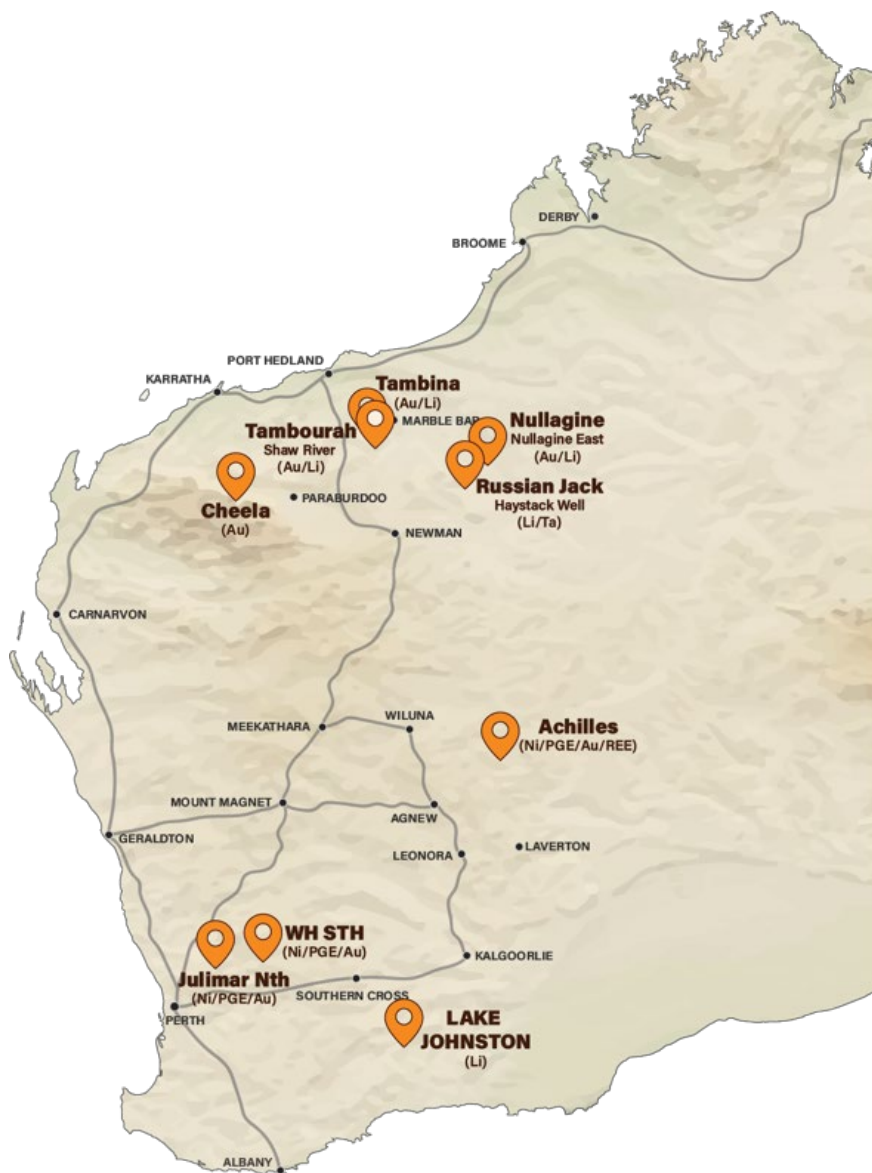 DERBY
BROOME
PORT HEDLAND
KARRATHA
Tambina
(Au/Li)
MARBLE BAR
Tambourah
Shaw River
(Au/Li)
Nullagine
Nullagine East
(Au/Li)
Russian Jack
Haystack Well
(Li/Ta)
Cheela
(Au)
PARABURDOO
NEWMAN
CARNARVON
MEEKATHARA
WILUNA
Achilles
(Ni/PGE/Au/REE)
MOUNT MAGNET
AGNEW
GERALDTON
LEONORA
LAVERTON
WH STH
(Ni/PGE/Au)
Julimar Nth
(Ni/PGE/Au)
KALGOORLIE
SOUTHERN CROSS
PERTH
LAKE
JOHNSTON
(Li)
ALBANY